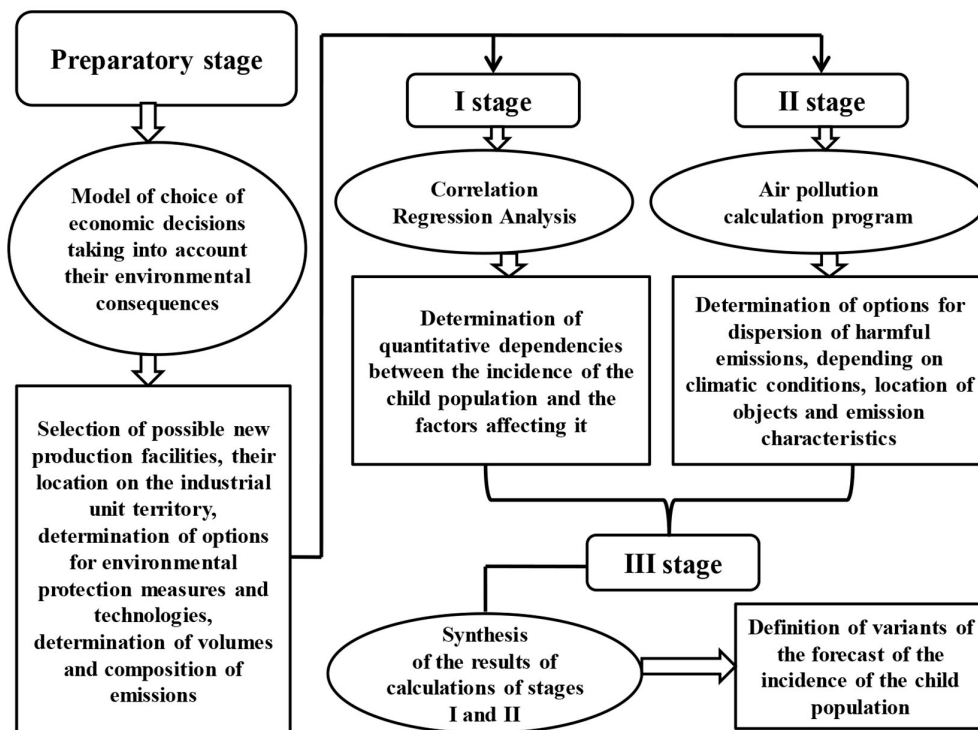 Preparatory stage
Model of choice of
economic decisions
taking into account
their environmental
consequences
Selection of possible new
production facilities, their
location on the industrial
unit territory,
determination of options
for environmental
protection measures and
technologies,
determination of volumes
and composition of
emissions
I stage
Correlation
Regression Analysis
Determination of
quantitative dependencies
between the incidence of the
child population and the
factors affecting it
II stage
Air pollution
calculation program
Determination of options for
dispersion of harmful
emissions, depending on
climatic conditions, location of
objects and emission
characteristics
III stage
Synthesis
of the results of
calculations of stages
I and II
Definition of variants of
the forecast of the
incidence of the child
population